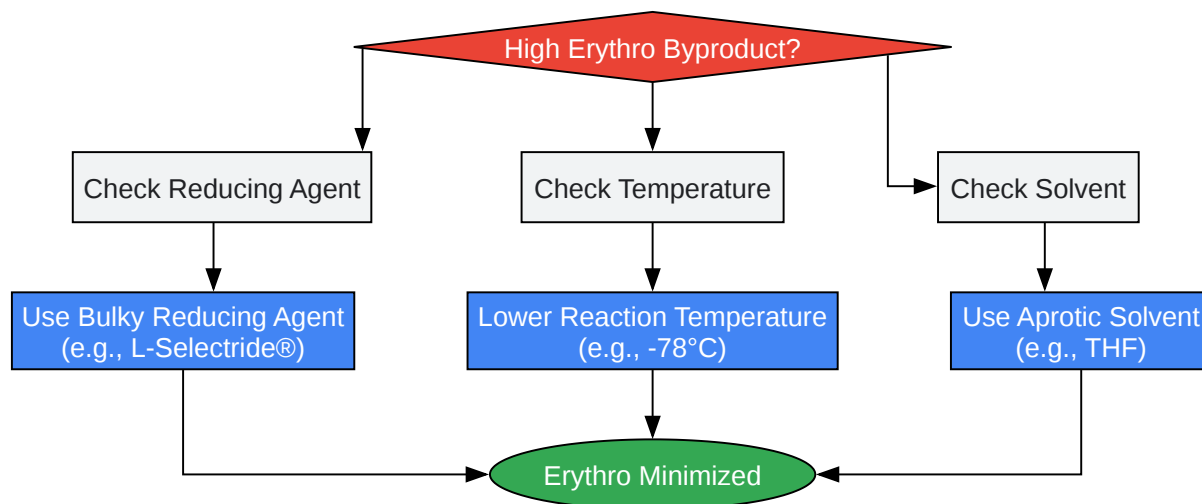 High Erythro Byproduct?
Check Reducing Agent
Check Temperature
Check Solvent
Use Bulky Reducing Agent
(e.g., L-Selectride®)
Lower Reaction Temperature
(e.g., -78°C)
Use Aprotic Solvent
(e.g., THF)
Erythro Minimized